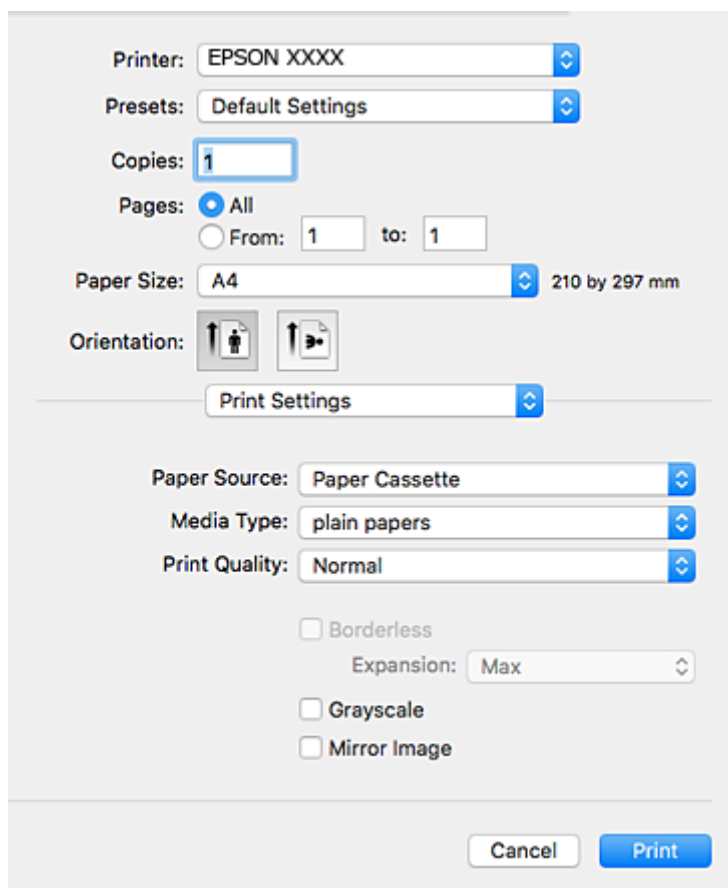 Printer: EPSON XXXX
Presets: Default Settings
Copies: 1
Pages: All
From: 1 to: 1
Paper Size: A4 210 by 297 mm
Orientation:
Print Settings
Paper Source: Paper Cassette
Media Type: plain papers
Print Quality: Normal
Borderless
Expansion: Max
Grayscale
Mirror Image
Cancel Print